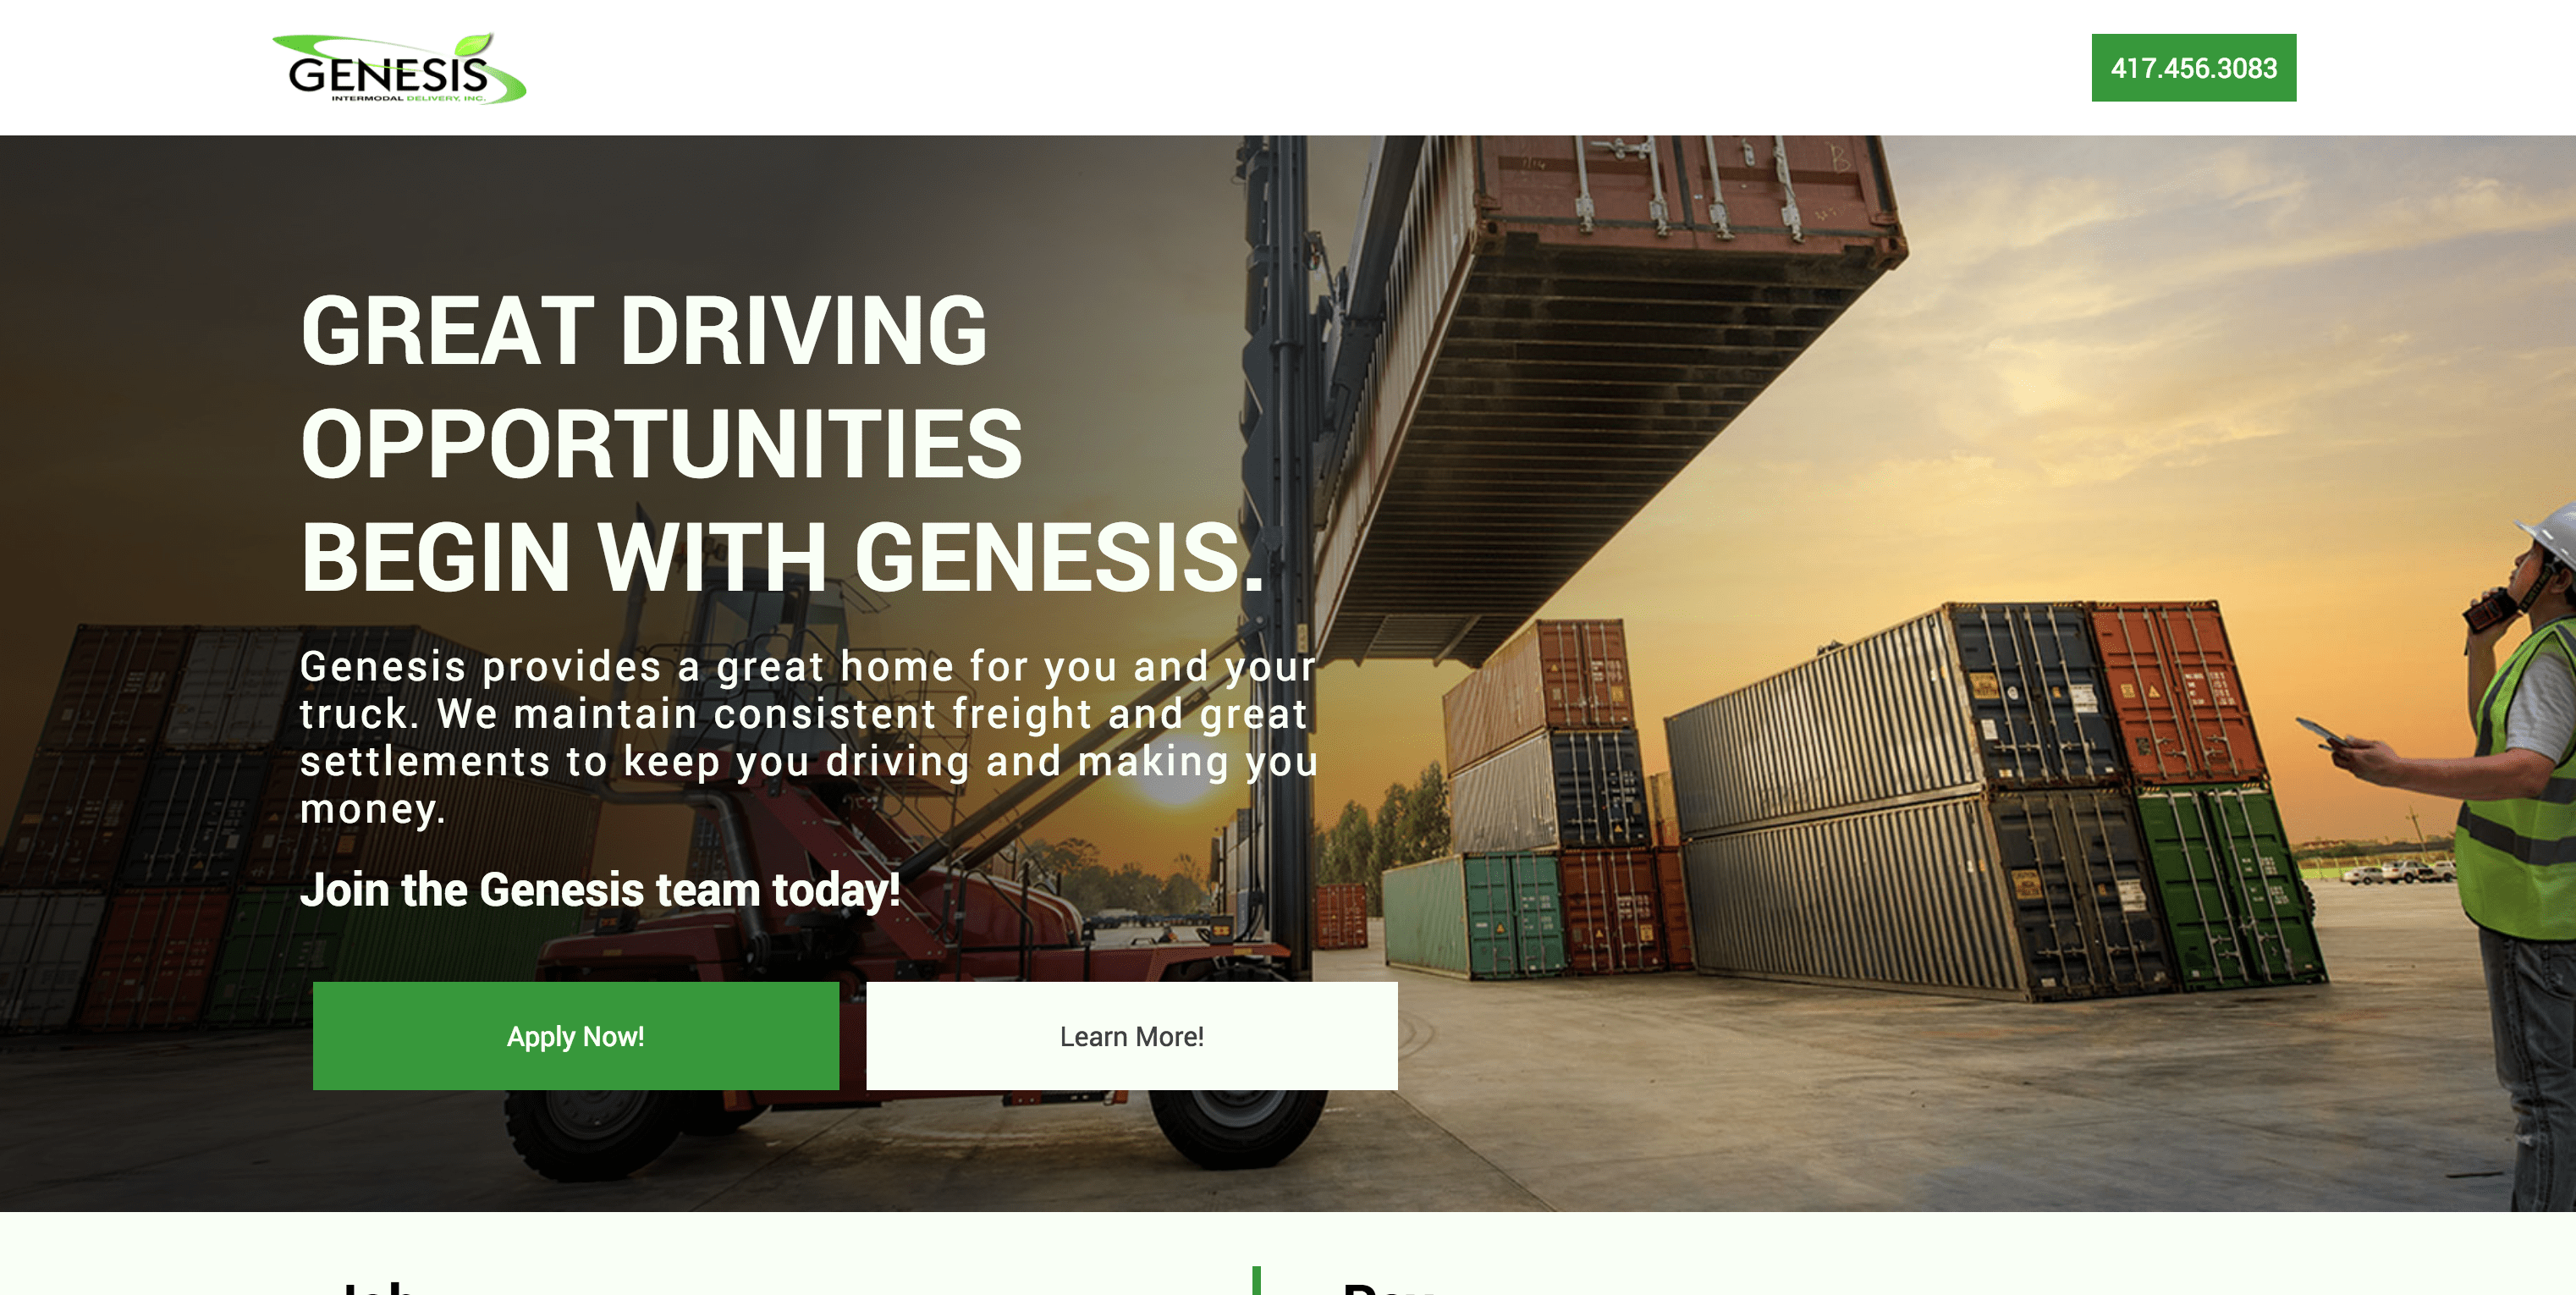 GENESIS
INTERMODAL DELIVERY, INC.
417.456.3083
GREAT DRIVING
OPPORTUNITIES
BEGIN WITH GENESIS.
Genesis provides a great home for you and your
truck. We maintain consistent freight and great
settlements to keep you driving and making you
money.
Join the Genesis team today!
Apply Now!
Learn More!